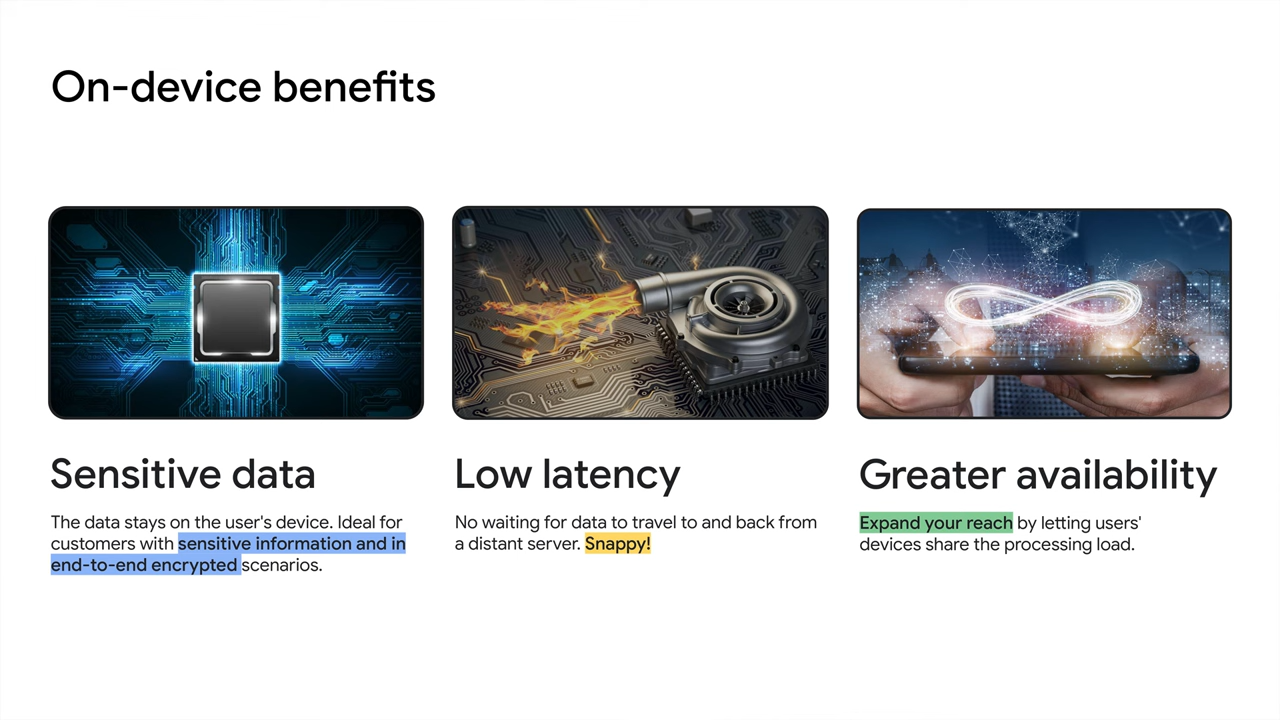 On-device benefits
Sensitive data
The data stays on the user's device. Ideal for
customers with sensitive information and in
end-to-end encrypted scenarios.
Low latency
No waiting for data to travel to and back from
a distant server. Snappy!
Greater availability
Expand your reach by letting users'
devices share the processing load.